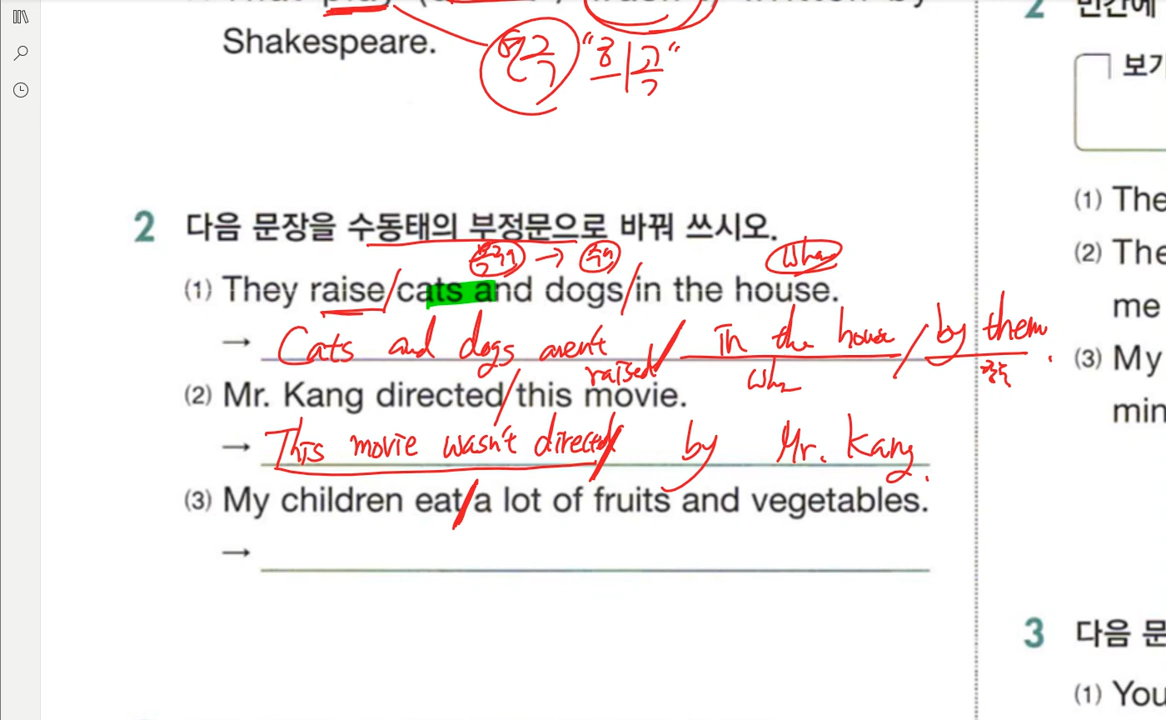 Shakespeare.
연극 "희곡"
2 다음 문장을 수동태의 부정문으로 바꿔 쓰시오.
목적어 → 주어
(1) They raise/cats and dogs/in the house.
→ Cats and dogs aren't raised / in the house / by them.
(2) Mr. Kang directed/this movie.
→ This movie wasn't directed/ by Mr. Kang.
(3) My children eat/a lot of fruits and vegetables.
→
2 민간에
보기
(1) The
(2) The
me
(3) My
min
3 다음 문
(1) You